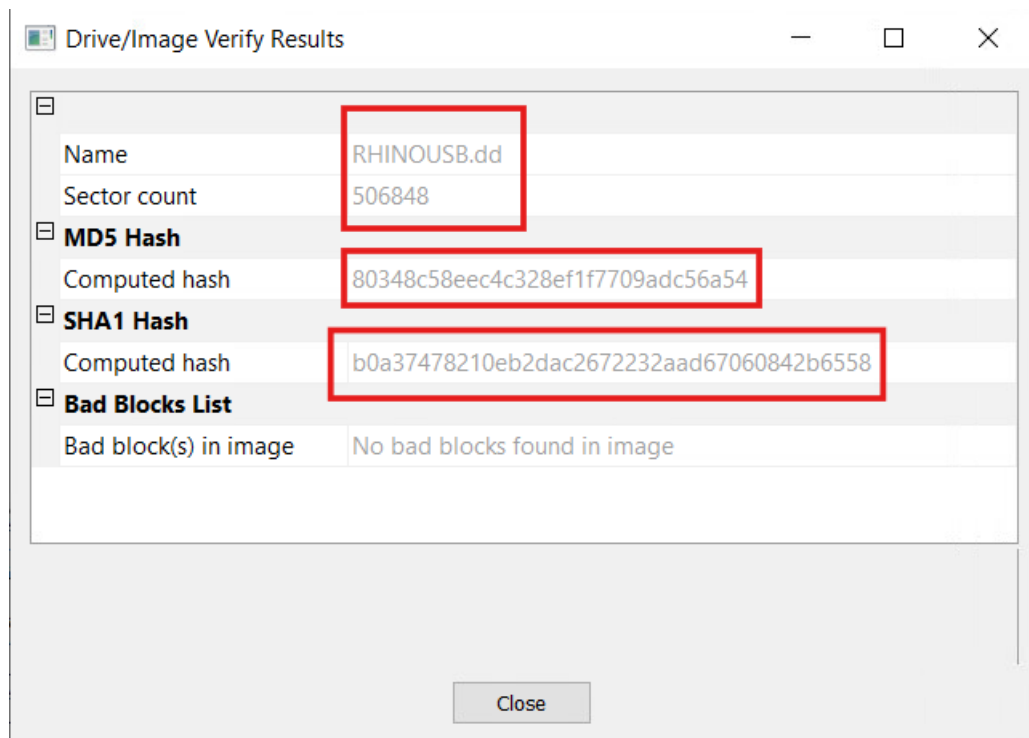 Drive/Image Verify Results
Name RHINOUSB.dd
Sector count 506848
MD5 Hash
Computed hash 80348c58eec4c328ef1f7709adc56a54
SHA1 Hash
Computed hash b0a37478210eb2dac2672232aad67060842b6558
Bad Blocks List
Bad block(s) in image No bad blocks found in image
Close